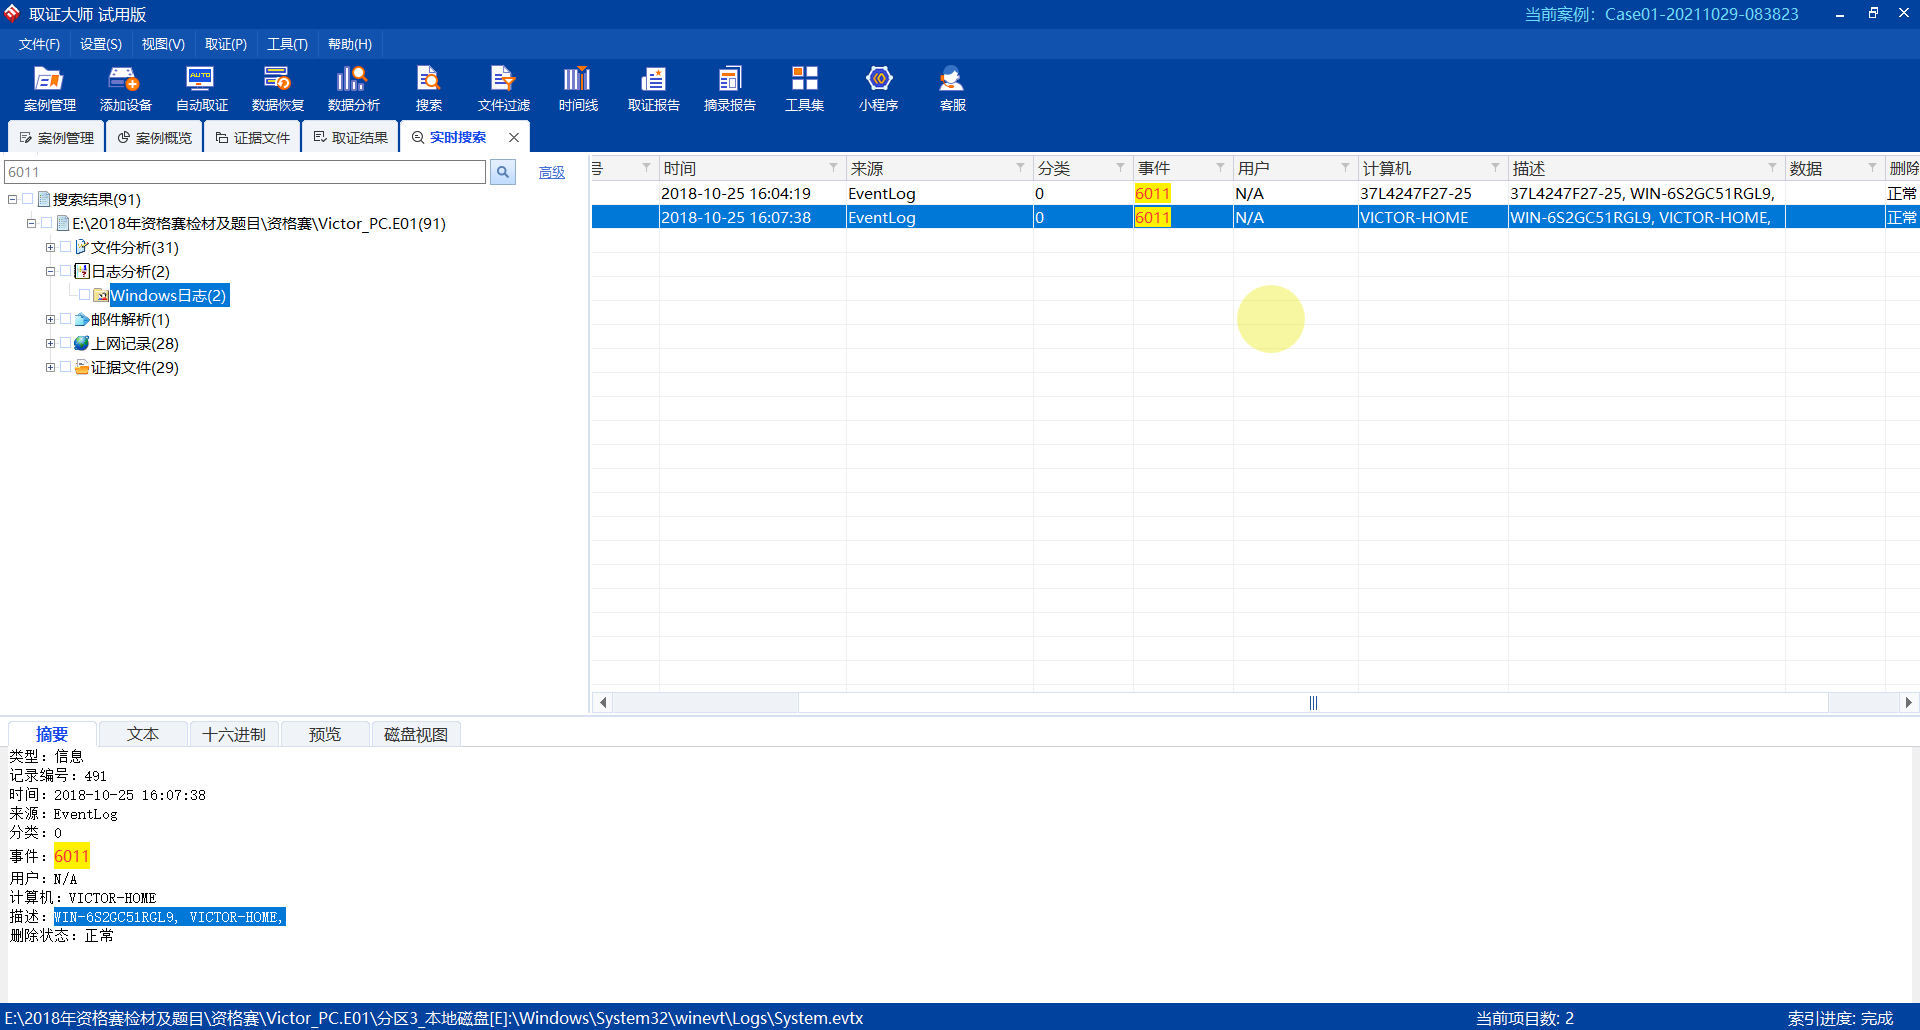 取证大师 试用版
当前案例: Case01-20211029-083823
文件(F) 设置(S) 视图(V) 取证(P) 工具(T) 帮助(H)
案例管理 添加设备 自动取证 数据恢复 数据分析 搜索 文件过滤 时间线 取证报告 摘录报告 工具集 小程序 客服
案例管理 案例概览 证据文件 取证结果 实时搜索
6011 高级
搜索结果(91)
E:\2018年资格赛检材及题目\资格赛\Victor_PC.E01(91)
文件分析(31)
日志分析(2)
Windows日志(2)
邮件解析(1)
上网记录(28)
证据文件(29)
号 时间 来源 分类 事件 用户 计算机 描述 数据 删除
2018-10-25 16:04:19 EventLog 0 6011 N/A 37L4247F27-25 37L4247F27-25, WIN-6S2GC51RGL9, 正常
2018-10-25 16:07:38 EventLog 0 6011 N/A VICTOR-HOME WIN-6S2GC51RGL9, VICTOR-HOME, 正常
摘要 文本 十六进制 预览 磁盘视图
类型: 信息
记录编号: 491
时间: 2018-10-25 16:07:38
来源: EventLog
分类: 0
事件: 6011
用户: N/A
计算机: VICTOR-HOME
描述: WIN-6S2GC51RGL9, VICTOR-HOME,
删除状态: 正常
E:\2018年资格赛检材及题目\资格赛\Victor_PC.E01\分区3_本地磁盘[E]:\Windows\System32\winevt\Logs\System.evtx
当前项目数: 2
索引进度: 完成